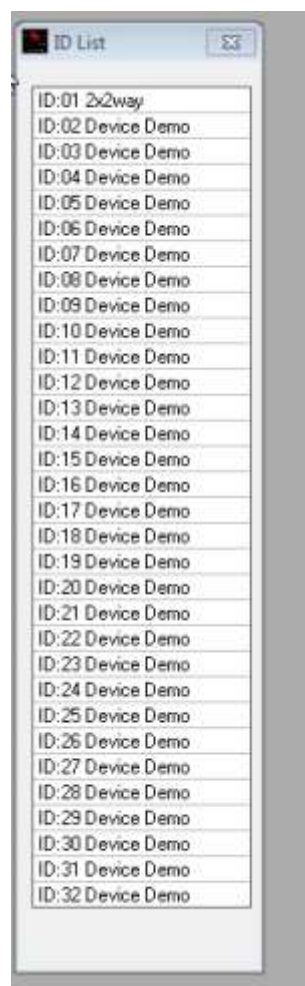 ID List
ID:01 2x2way
ID:02 Device Demo
ID:03 Device Demo
ID:04 Device Demo
ID:05 Device Demo
ID:06 Device Demo
ID:07 Device Demo
ID:08 Device Demo
ID:09 Device Demo
ID:10 Device Demo
ID:11 Device Demo
ID:12 Device Demo
ID:13 Device Demo
ID:14 Device Demo
ID:15 Device Demo
ID:16 Device Demo
ID:17 Device Demo
ID:18 Device Demo
ID:19 Device Demo
ID:20 Device Demo
ID:21 Device Demo
ID:22 Device Demo
ID:23 Device Demo
ID:24 Device Demo
ID:25 Device Demo
ID:26 Device Demo
ID:27 Device Demo
ID:28 Device Demo
ID:29 Device Demo
ID:30 Device Demo
ID:31 Device Demo
ID:32 Device Demo